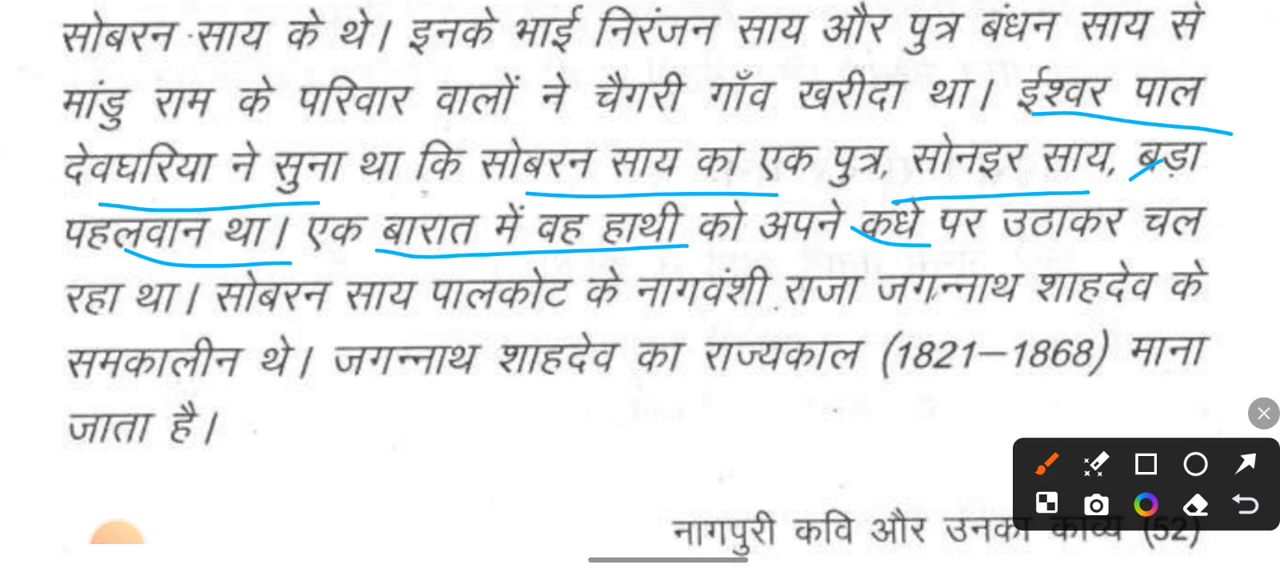 सोबरन साय के थे। इनके भाई निरंजन साय और पुत्र बंधन साय से
मांडु राम के परिवार वालों ने चैगरी गाँव खरीदा था। ईश्वर पाल
देवघरिया ने सुना था कि सोबरन साय का एक पुत्र, सोनइर साय, बड़ा
पहलवान था। एक बारात में वह हाथी को अपने कधे पर उठाकर चल
रहा था। सोबरन साय पालकोट के नागवंशी राजा जगन्नाथ शाहदेव के
समकालीन थे। जगन्नाथ शाहदेव का राज्यकाल (1821–1868) माना
जाता है।
नागपुरी कवि और उनका काव्य (52)